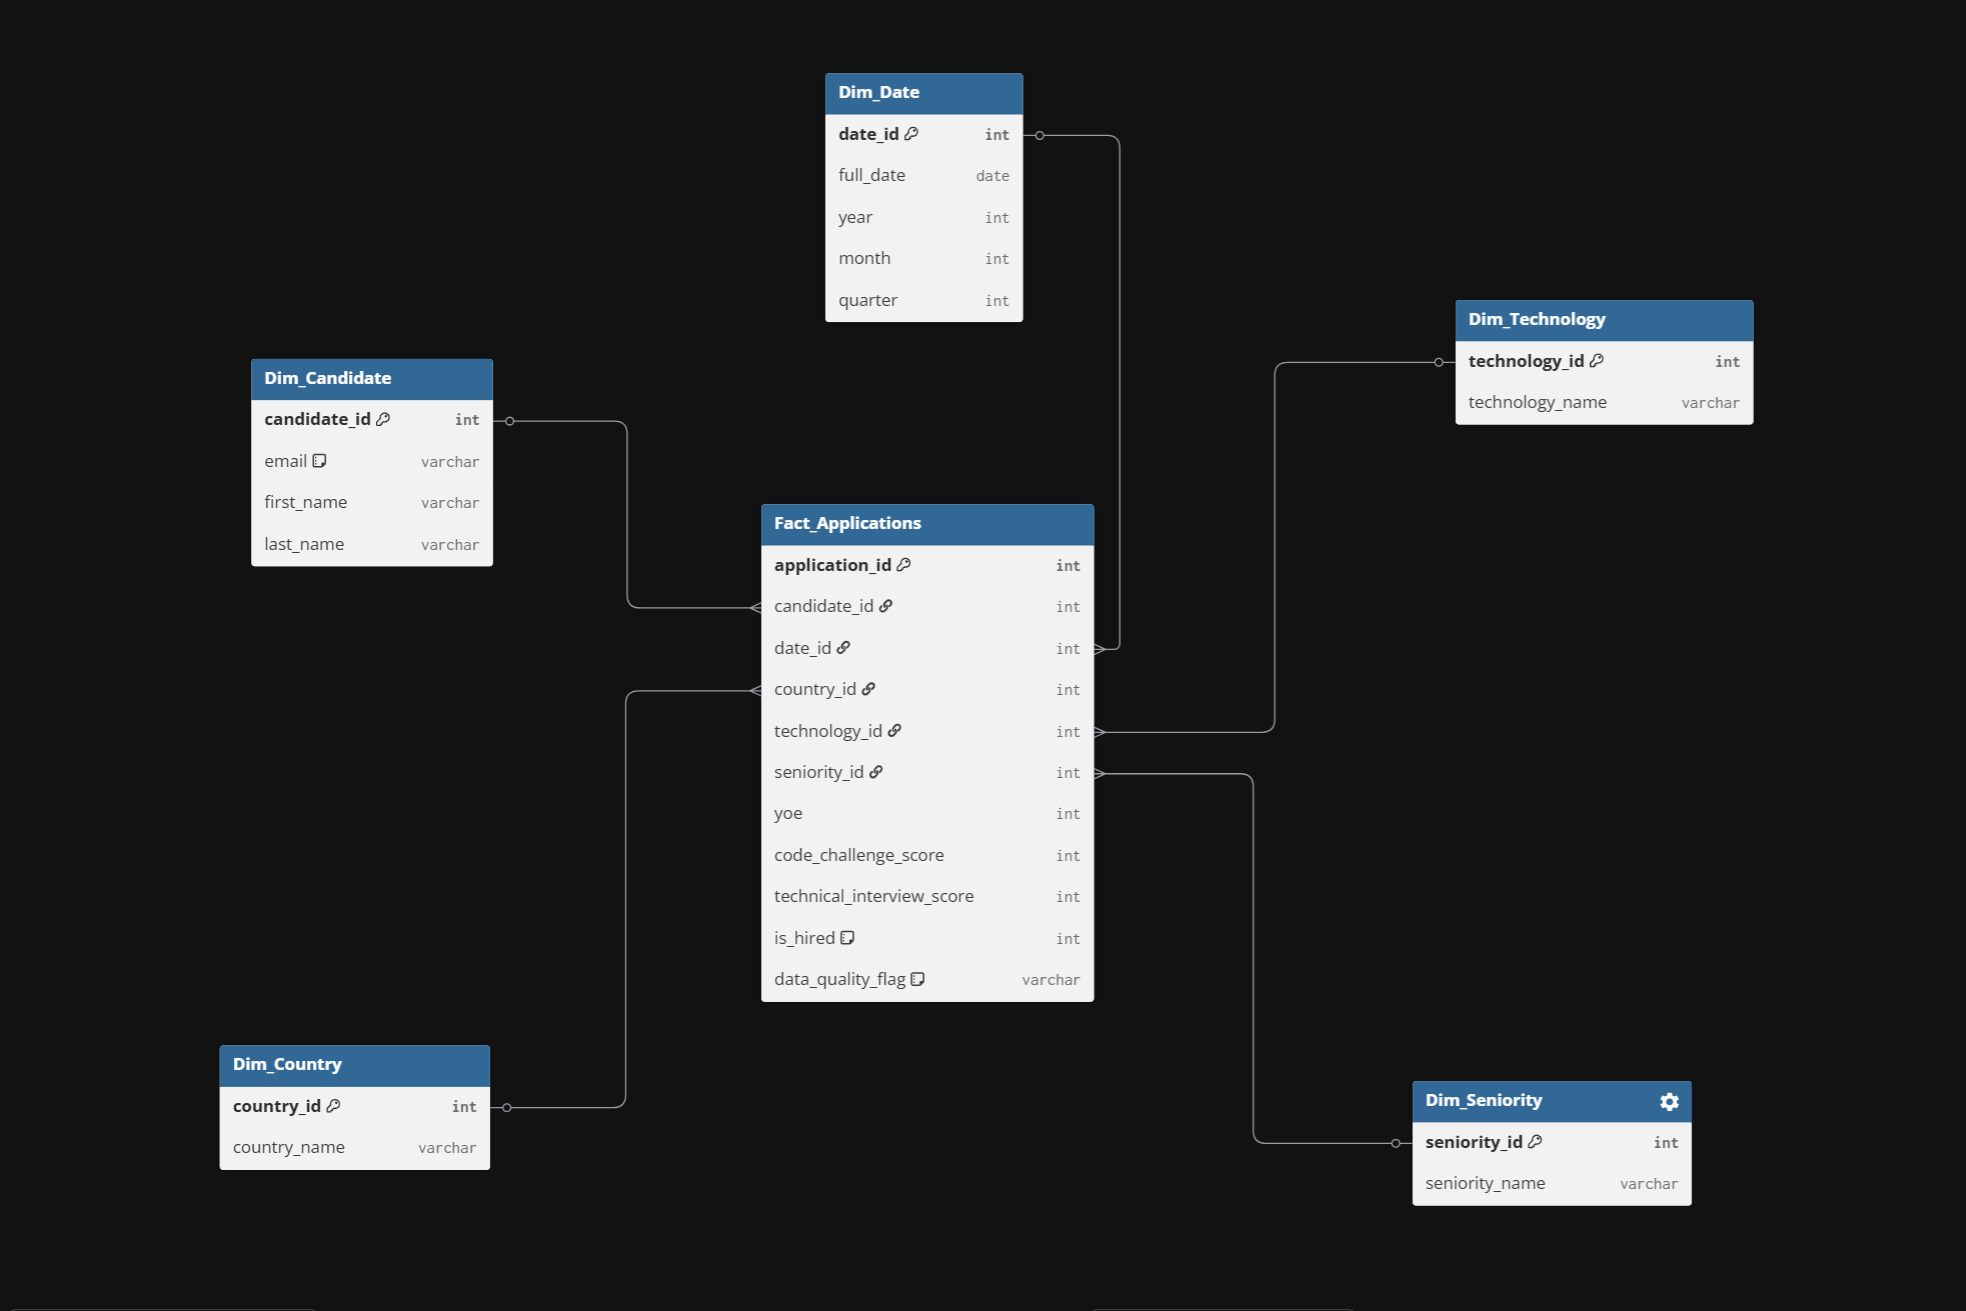 Dim_Date
date_id int
full_date date
year int
month int
quarter int
Dim_Technology
technology_id int
technology_name varchar
Dim_Candidate
candidate_id int
email varchar
first_name varchar
last_name varchar
Fact_Applications
application_id int
candidate_id int
date_id int
country_id int
technology_id int
seniority_id int
yoe int
code_challenge_score int
technical_interview_score int
is_hired int
data_quality_flag varchar
Dim_Country
country_id int
country_name varchar
Dim_Seniority
seniority_id int
seniority_name varchar